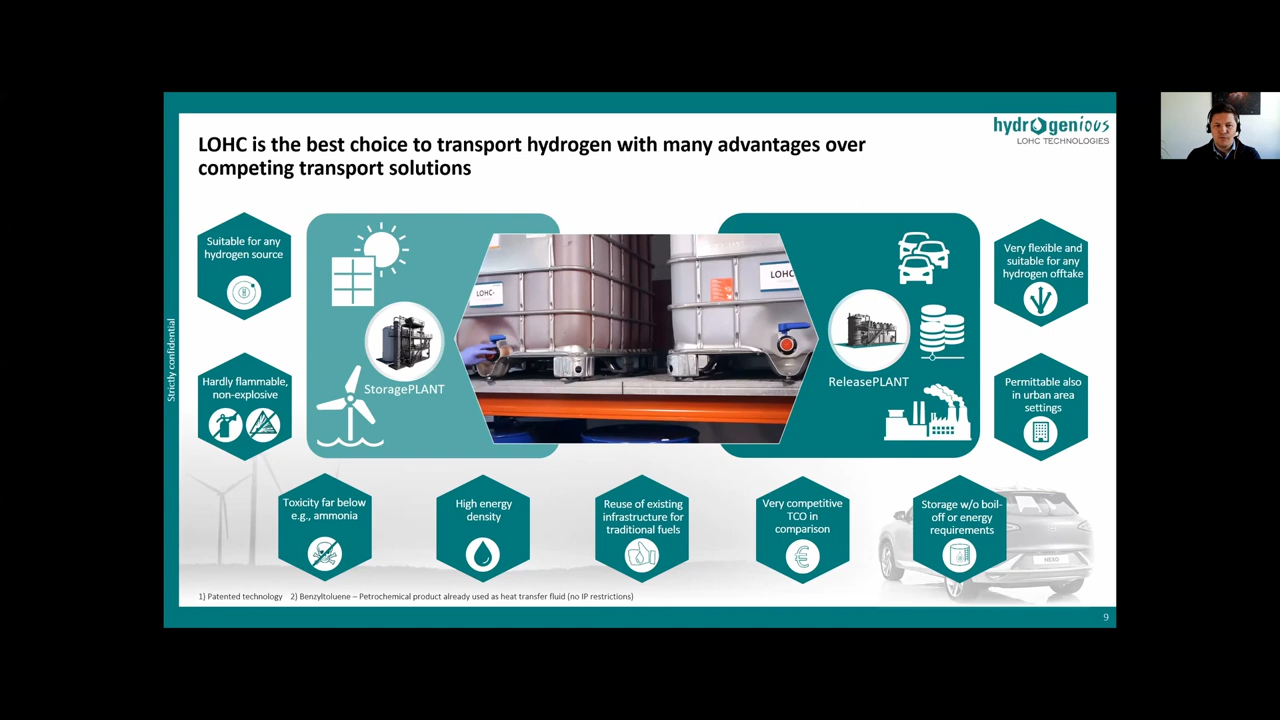 LOHC is the best choice to transport hydrogen with many advantages over
competing transport solutions
hydrogenious
LOHC TECHNOLOGIES
Strictly confidential
Suitable for any
hydrogen source
Hardly flammable,
non-explosive
StoragePLANT
LOHC-
LOHC
ReleasePLANT
Very flexible and
suitable for any
hydrogen offtake
Permittable also
in urban area
settings
Toxicity far below
e.g., ammonia
High energy
density
Reuse of existing
infrastructure for
traditional fuels
Very competitive
TCO in
comparison
€
Storage w/o boil-
off or energy
requirements
NEXO
1) Patented technology 2) Benzyltoluene – Petrochemical product already used as heat transfer fluid (no IP restrictions)
9